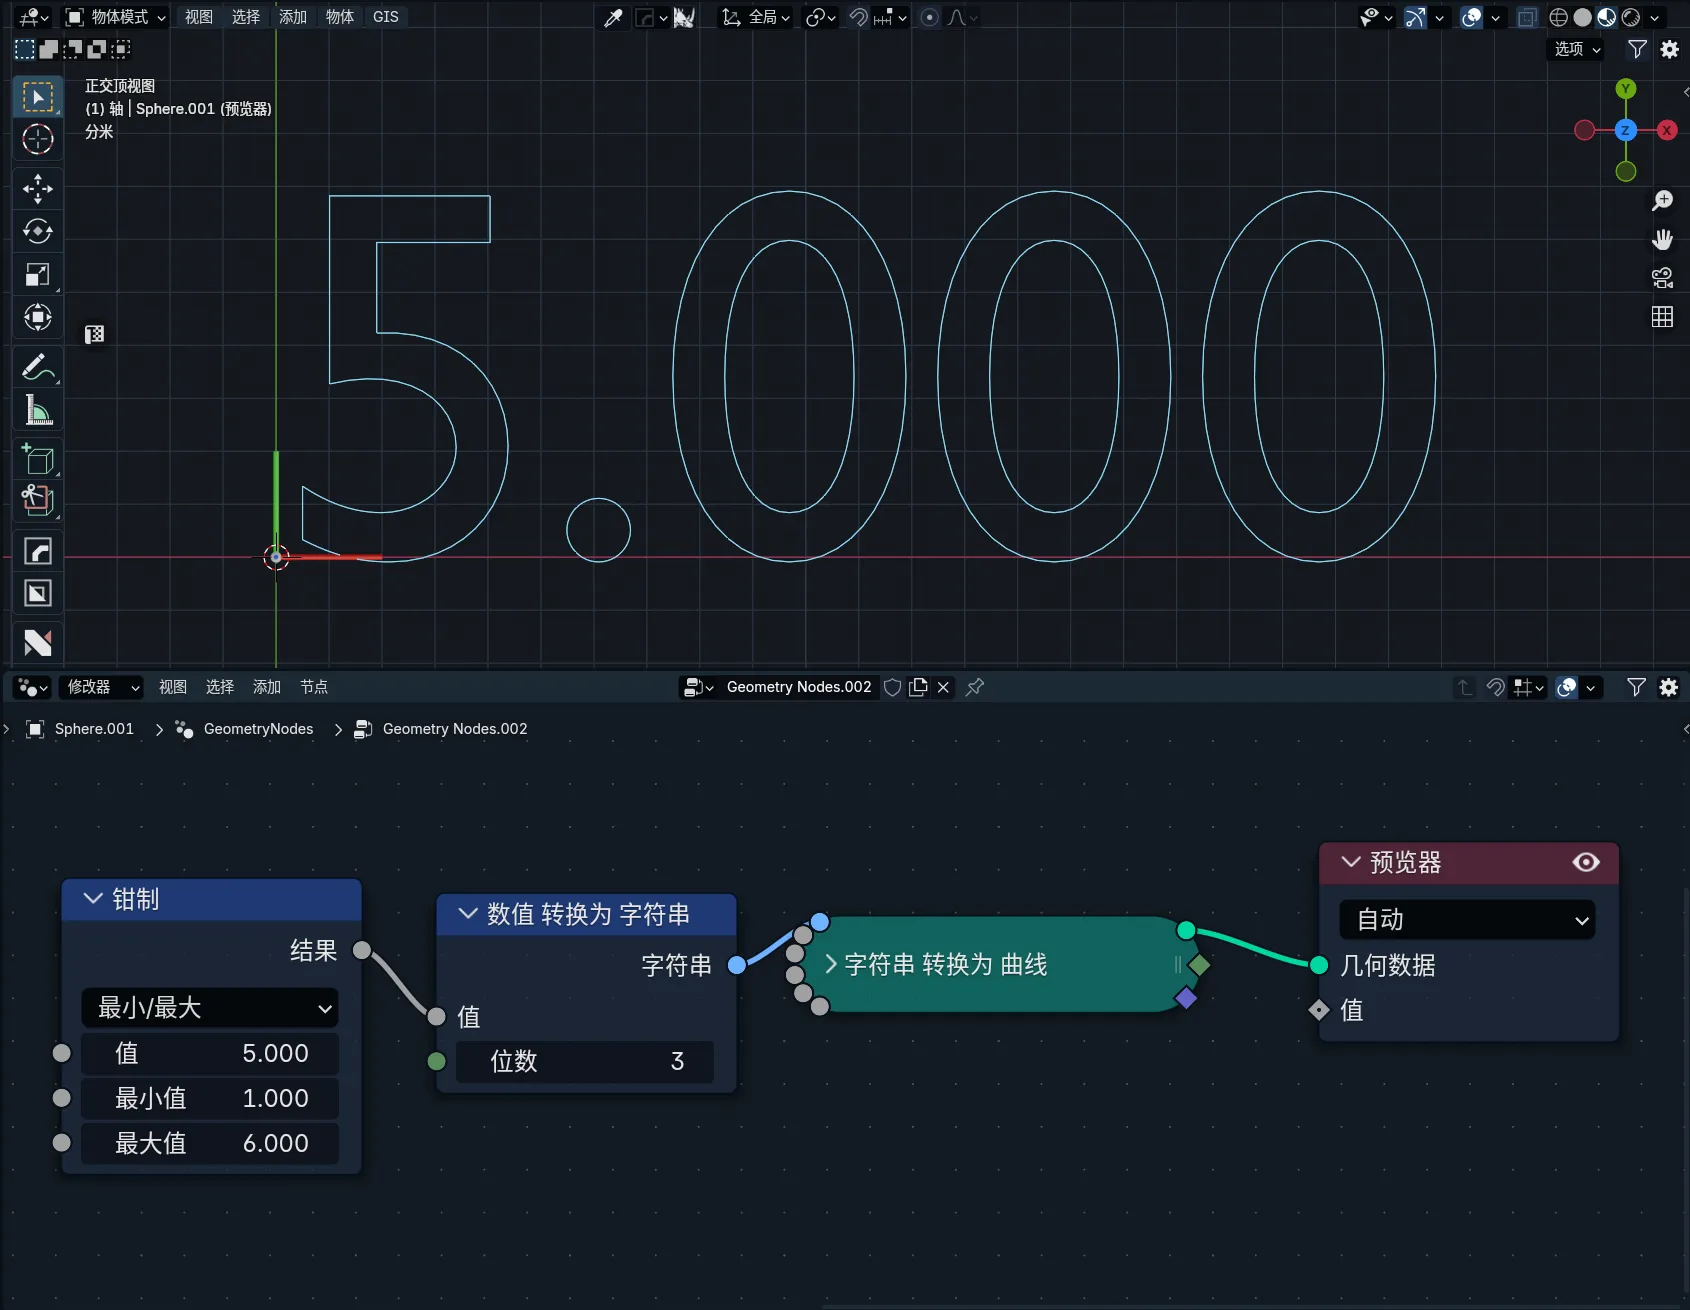 物体模式 视图 选择 添加 物体 GIS 全局
选项
正交顶视图
(1) 轴 | Sphere.001 (预览器)
分米
Y
Z X
5.000
修改器 视图 选择 添加 节点 Geometry Nodes.002
Sphere.001 GeometryNodes Geometry Nodes.002
钳制
结果
最小/最大
值 5.000
最小值 1.000
最大值 6.000
数值 转换为 字符串
字符串
值
位数 3
字符串 转换为 曲线
预览器
自动
几何数据
值